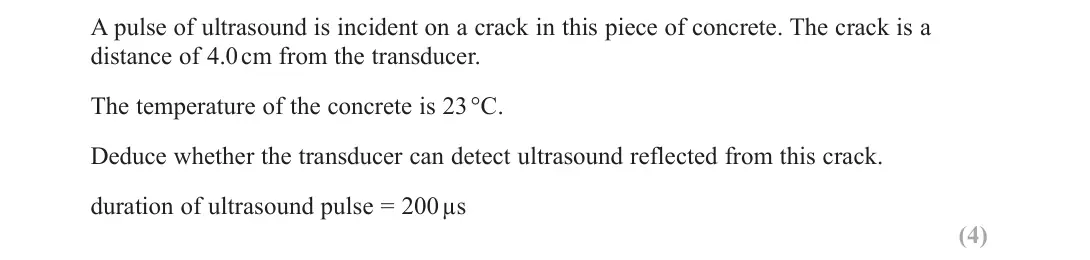 A pulse of ultrasound is incident on a crack in this piece of concrete. The crack is a
distance of 4.0 cm from the transducer.
The temperature of the concrete is 23 °C.
Deduce whether the transducer can detect ultrasound reflected from this crack.
duration of ultrasound pulse = 200 µs
(4)